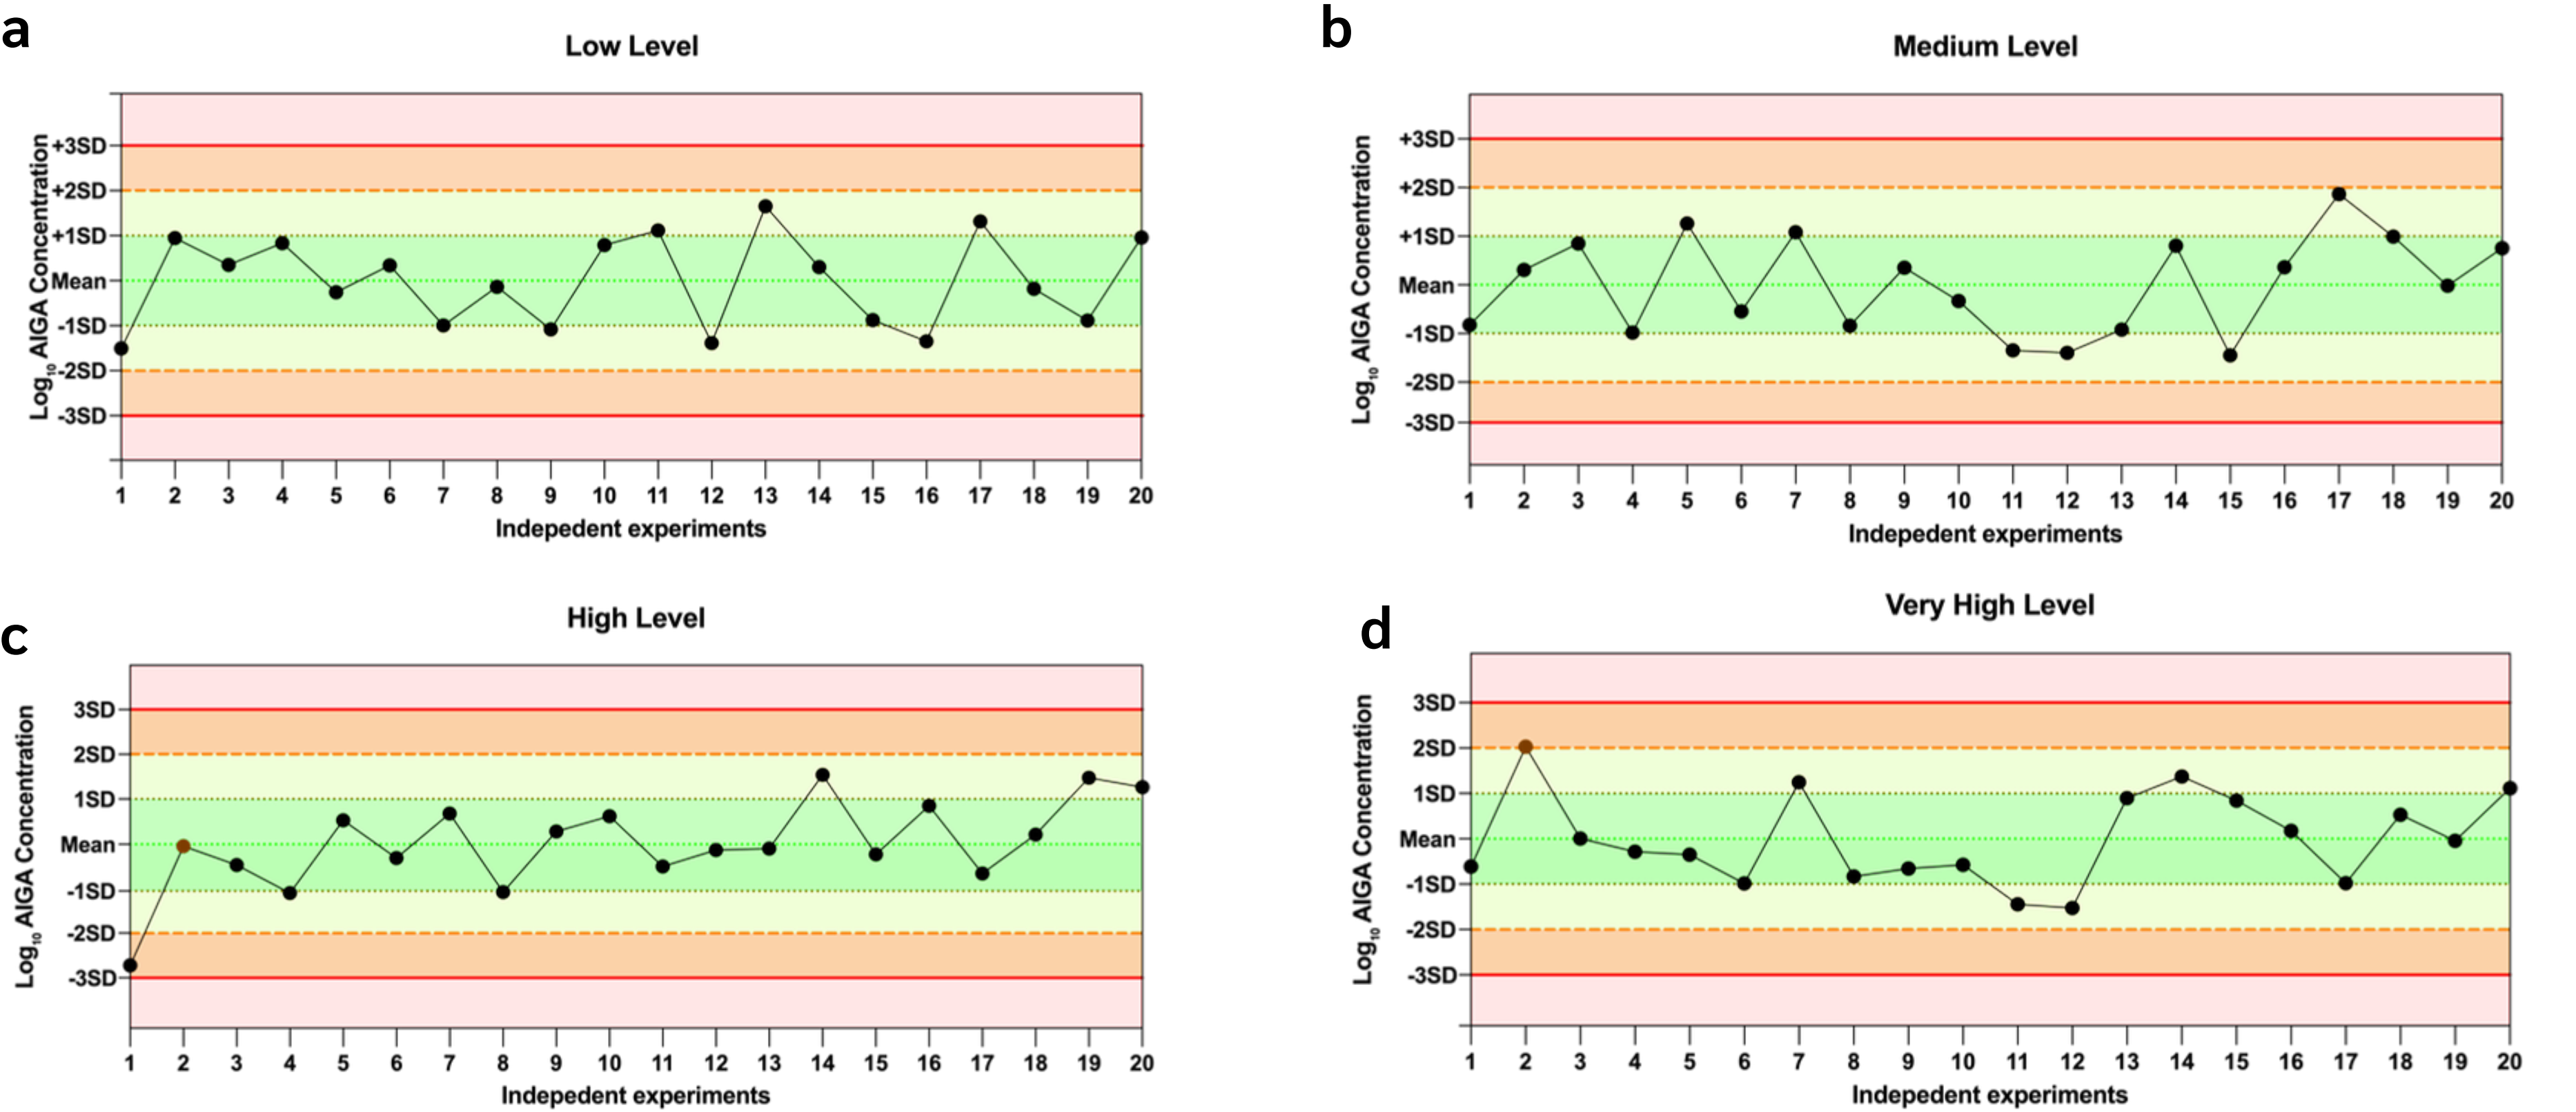 a
Low Level
Log10 AIGA Concentration
+3SD
+2SD
+1SD
Mean
-1SD
-2SD
-3SD
1 2 3 4 5 6 7 8 9 10 11 12 13 14 15 16 17 18 19 20
Indepedent experiments
b
Medium Level
Log10 AIGA Concentration
+3SD
+2SD
+1SD
Mean
-1SD
-2SD
-3SD
1 2 3 4 5 6 7 8 9 10 11 12 13 14 15 16 17 18 19 20
Indepedent experiments
c
High Level
Log10 AIGA Concentration
3SD
2SD
1SD
Mean
-1SD
-2SD
-3SD
1 2 3 4 5 6 7 8 9 10 11 12 13 14 15 16 17 18 19 20
Indepedent experiments
d
Very High Level
Log10 AIGA Concentration
3SD
2SD
1SD
Mean
-1SD
-2SD
-3SD
1 2 3 4 5 6 7 8 9 10 11 12 13 14 15 16 17 18 19 20
Indepedent experiments